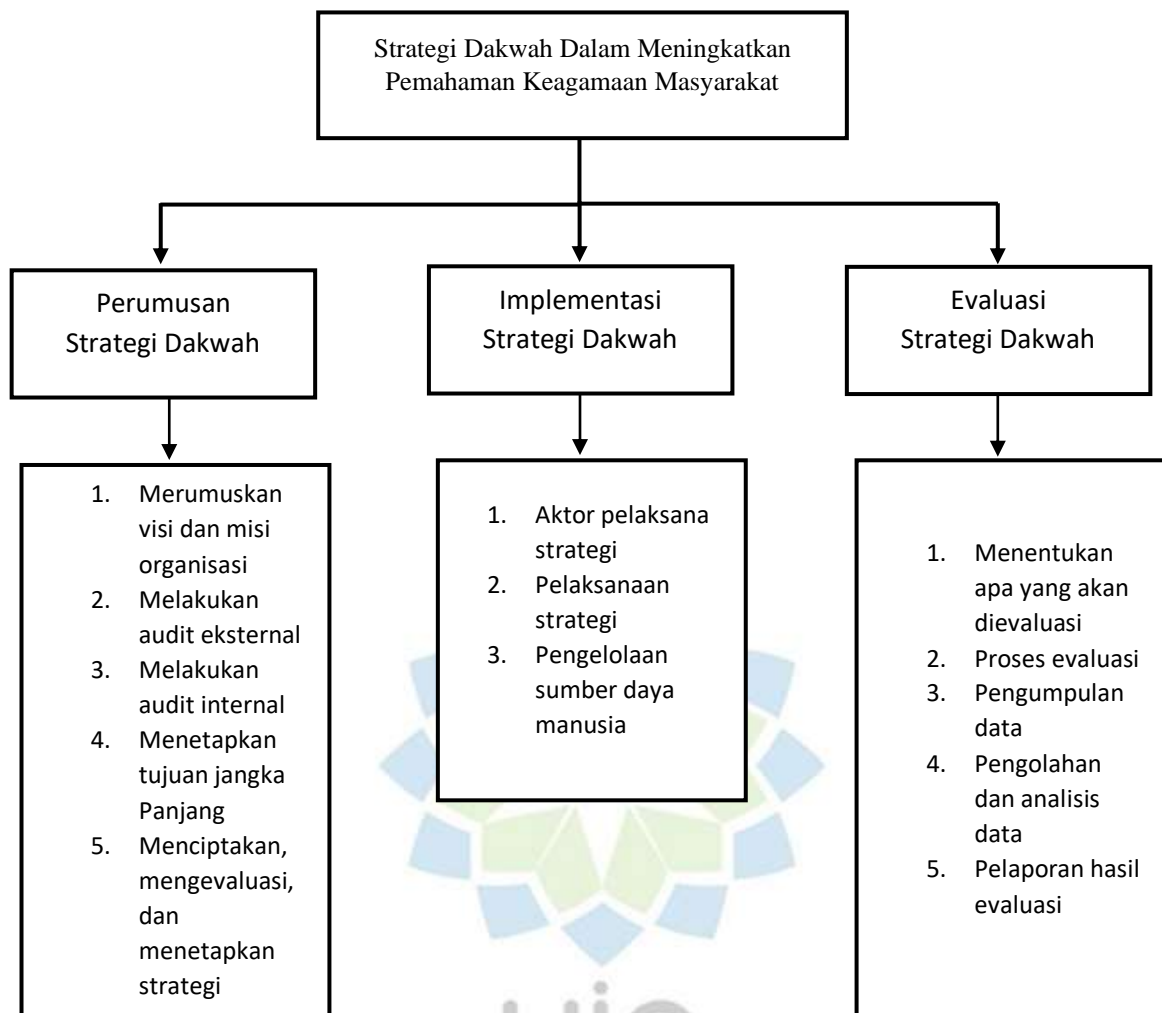 Strategi Dakwah Dalam Meningkatkan
Pemahaman Keagamaan Masyarakat
Perumusan
Strategi Dakwah
Implementasi
Strategi Dakwah
Evaluasi
Strategi Dakwah
1. Merumuskan
visi dan misi
organisasi
2. Melakukan
audit eksternal
3. Melakukan
audit internal
4. Menetapkan
tujuan jangka
Panjang
5. Menciptakan,
mengevaluasi,
dan
menetapkan
strategi
1. Aktor pelaksana
strategi
2. Pelaksanaan
strategi
3. Pengelolaan
sumber daya
manusia
1. Menentukan
apa yang akan
dievaluasi
2. Proses evaluasi
3. Pengumpulan
data
4. Pengolahan
dan analisis
data
5. Pelaporan hasil
evaluasi